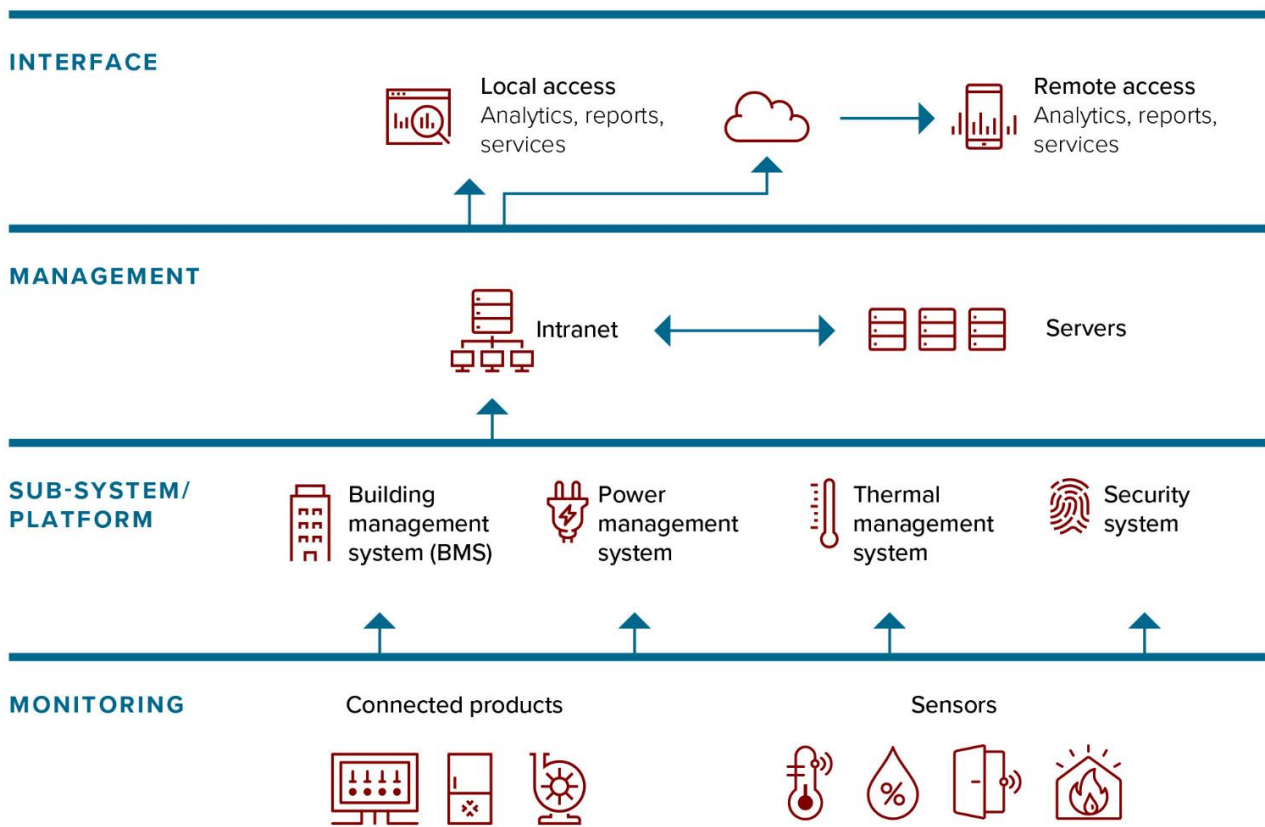 INTERFACE
Local access
Analytics, reports,
services
Remote access
Analytics, reports,
services
MANAGEMENT
Intranet
Servers
SUB-SYSTEM/
PLATFORM
Building
management
system (BMS)
Power
management
system
Thermal
management
system
Security
system
MONITORING
Connected products
Sensors
%